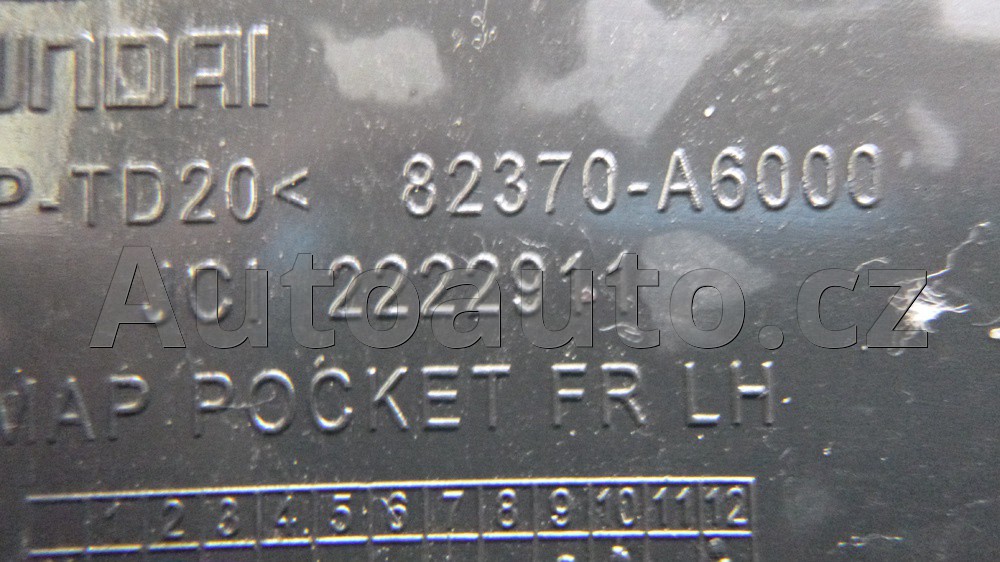 UNDAI
P-TD20< 82370-A6000
JCI 2222911
Autoauto.cz
MAP POCKET FR LH
1 2 3 4 5 6 7 8 9 10 11 12